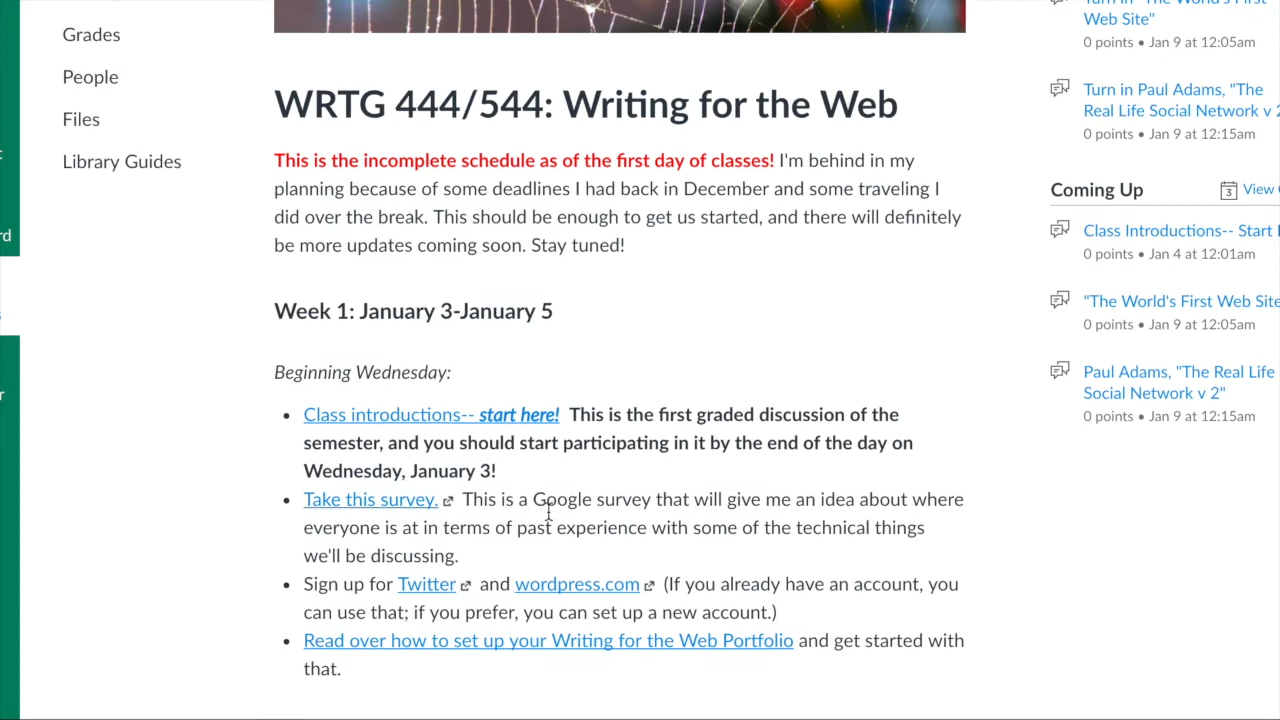 Grades
People
Files
Library Guides
rd
WRTG 444/544: Writing for the Web
This is the incomplete schedule as of the first day of classes! I'm behind in my
planning because of some deadlines I had back in December and some traveling I
did over the break. This should be enough to get us started, and there will definitely
be more updates coming soon. Stay tuned!
Week 1: January 3-January 5
Beginning Wednesday:
Class introductions-- start here! This is the first graded discussion of the
semester, and you should start participating in it by the end of the day on
Wednesday, January 3!
Take this survey. This is a Google survey that will give me an idea about where
everyone is at in terms of past experience with some of the technical things
we'll be discussing.
Sign up for Twitter and wordpress.com (If you already have an account, you
can use that; if you prefer, you can set up a new account.)
Read over how to set up your Writing for the Web Portfolio and get started with
that.
Turn in "The World's First
Web Site"
0 points • Jan 9 at 12:05am
Turn in Paul Adams, "The
Real Life Social Network v 2
0 points • Jan 9 at 12:15am
Coming Up
3
View
Class Introductions-- Start
0 points • Jan 4 at 12:01am
"The World's First Web Site
0 points • Jan 9 at 12:05am
Paul Adams, "The Real Life
Social Network v 2"
0 points • Jan 9 at 12:15am